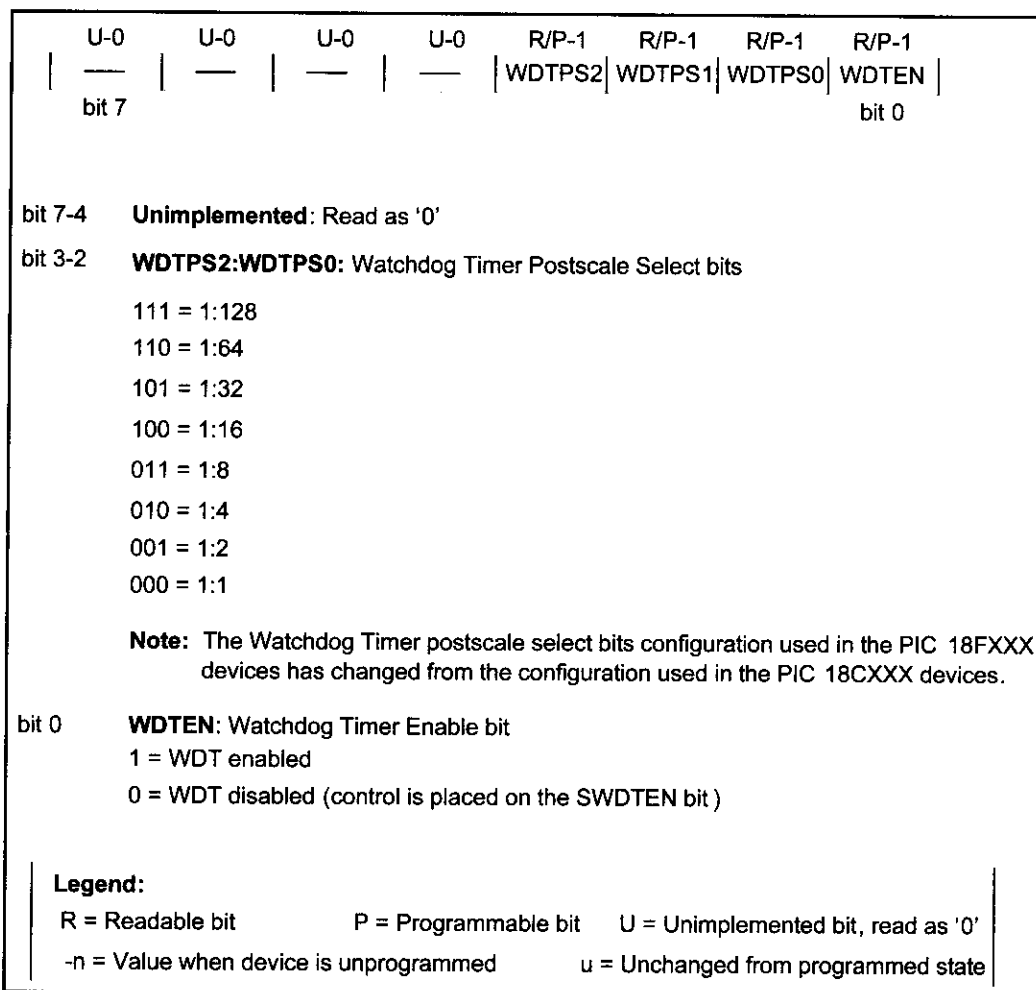 U-0 U-0 U-0 U-0 R/P-1 R/P-1 R/P-1 R/P-1
| — | — | — | — | WDTPS2 | WDTPS1 | WDTPS0 | WDTEN |
bit 7 bit 0
bit 7-4 Unimplemented: Read as ‘0’
bit 3-2 WDTPS2:WDTPS0: Watchdog Timer Postscale Select bits
111 = 1:128
110 = 1:64
101 = 1:32
100 = 1:16
011 = 1:8
010 = 1:4
001 = 1:2
000 = 1:1
Note: The Watchdog Timer postscale select bits configuration used in the PIC 18FXXX
devices has changed from the configuration used in the PIC 18CXXX devices.
bit 0 WDTEN: Watchdog Timer Enable bit
1 = WDT enabled
0 = WDT disabled (control is placed on the SWDTEN bit )
Legend:
R = Readable bit P = Programmable bit U = Unimplemented bit, read as ‘0’
-n = Value when device is unprogrammed u = Unchanged from programmed state